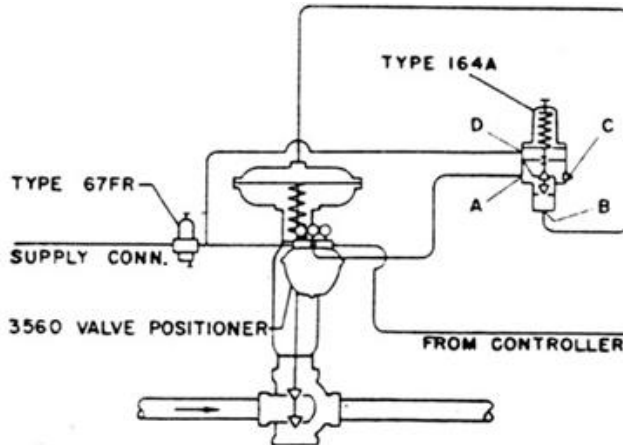 TYPE 164A
D
C
TYPE 67FR
A
B
SUPPLY CONN.
3560 VALVE POSITIONER
FROM CONTROLLER